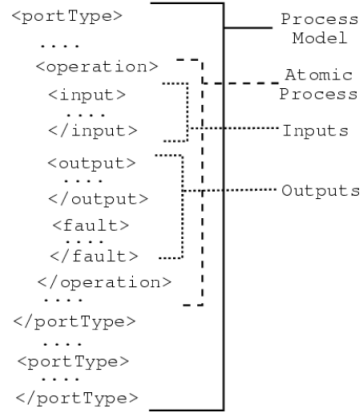 <portType>
....
<operation>
<input>
....
</input>
<output>
....
</output>
<fault>
....
</fault>
</operation>
....
</portType>
....
<portType>
....
</portType>
Process
Model
Atomic
Process
Inputs
Outputs